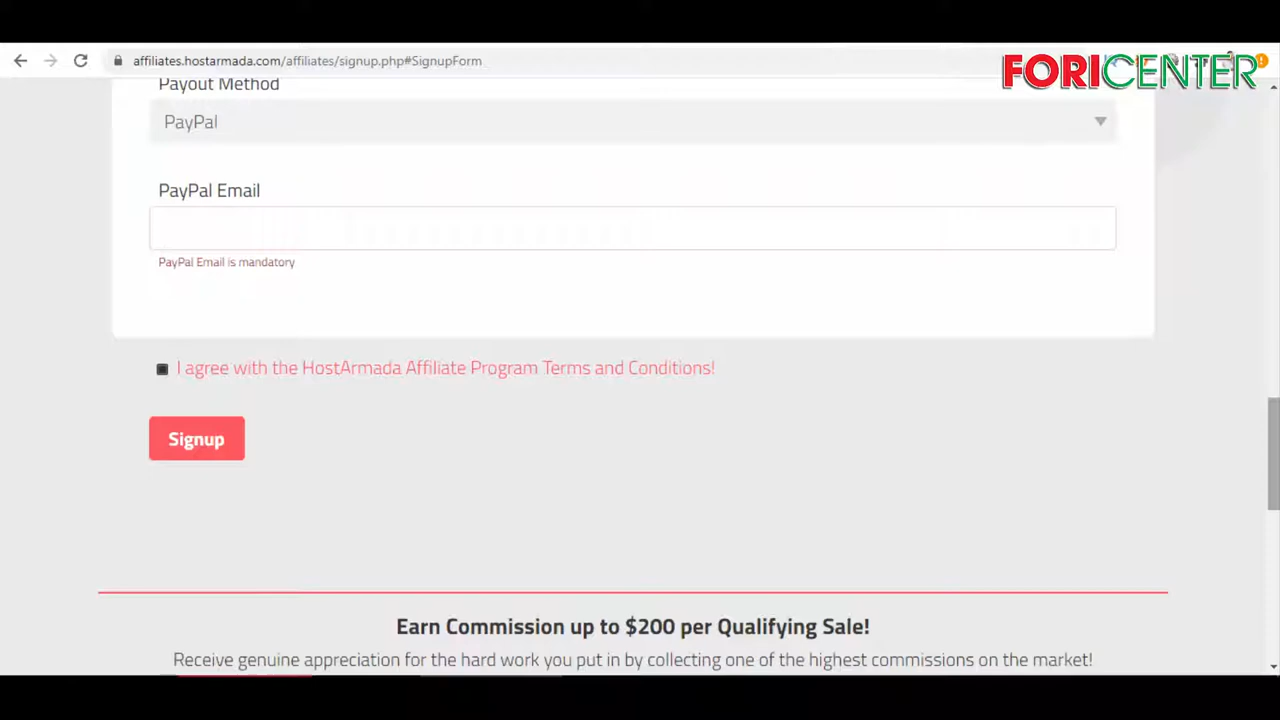 affiliates.hostarmada.com/affiliates/signup.php#SignupForm
FORICENTER
Payout Method
PayPal
PayPal Email
PayPal Email is mandatory
I agree with the HostArmada Affiliate Program Terms and Conditions!
Signup
Earn Commission up to $200 per Qualifying Sale!
Receive genuine appreciation for the hard work you put in by collecting one of the highest commissions on the market!